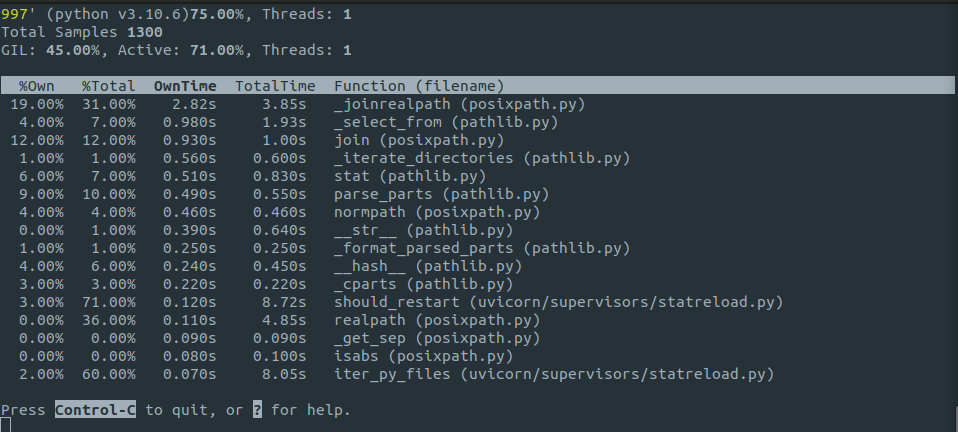 997' (python v3.10.6)75.00%, Threads: 1
Total Samples 1300
GIL: 45.00%, Active: 71.00%, Threads: 1
%Own %Total OwnTime TotalTime Function (filename)
19.00% 31.00% 2.82s 3.85s _joinrealpath (posixpath.py)
4.00% 7.00% 0.980s 1.93s _select_from (pathlib.py)
12.00% 12.00% 0.930s 1.00s join (posixpath.py)
1.00% 1.00% 0.560s 0.600s _iterate_directories (pathlib.py)
6.00% 7.00% 0.510s 0.830s stat (pathlib.py)
9.00% 10.00% 0.490s 0.550s parse_parts (pathlib.py)
4.00% 4.00% 0.460s 0.460s normpath (posixpath.py)
0.00% 1.00% 0.390s 0.640s __str__ (pathlib.py)
1.00% 1.00% 0.250s 0.250s _format_parsed_parts (pathlib.py)
4.00% 6.00% 0.240s 0.450s __hash__ (pathlib.py)
3.00% 3.00% 0.220s 0.220s _cparts (pathlib.py)
3.00% 71.00% 0.120s 8.72s should_restart (uvicorn/supervisors/statreload.py)
0.00% 36.00% 0.110s 4.85s realpath (posixpath.py)
0.00% 0.00% 0.090s 0.090s _get_sep (posixpath.py)
0.00% 0.00% 0.080s 0.100s isabs (posixpath.py)
2.00% 60.00% 0.070s 8.05s iter_py_files (uvicorn/supervisors/statreload.py)
Press Control-C to quit, or ? for help.